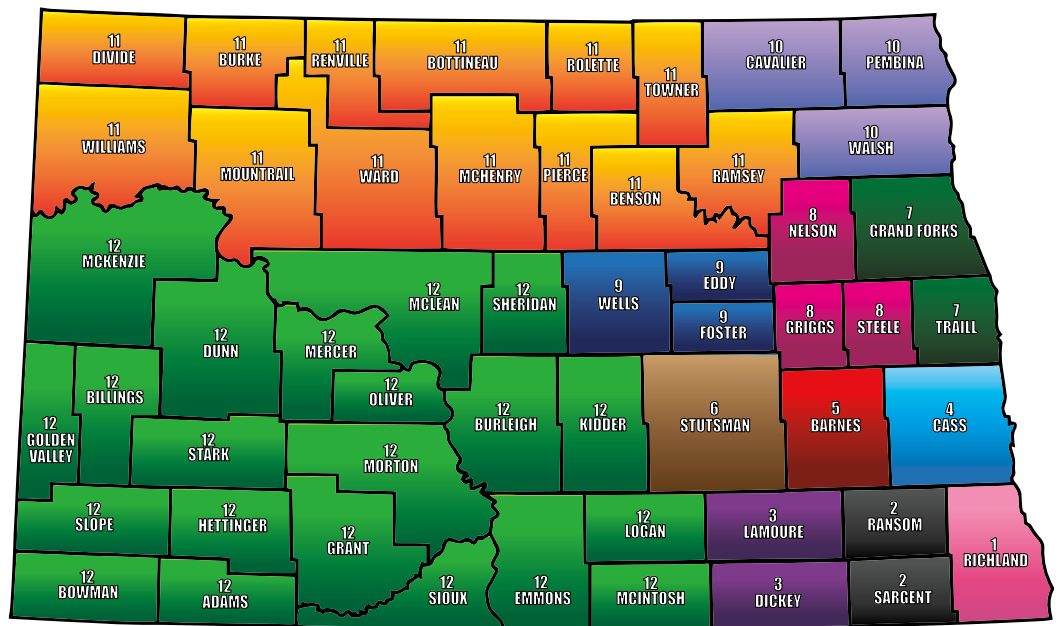 11
DIVIDE
11
BURKE
11
RENVILLE
11
BOTTINEAU
11
ROLETTE
11
TOWNER
10
CAVALIER
10
PEMBINA
11
WILLIAMS
11
MOUNTRAIL
11
WARD
11
MCHENRY
11
PIERCE
11
BENSON
11
RAMSEY
10
WALSH
12
MCKENZIE
8
NELSON
7
GRAND FORKS
12
DUNN
12
MCLEAN
12
SHERIDAN
9
WELLS
9
EDDY
9
FOSTER
8
GRIGGS
8
STEELE
7
TRAILL
12
MERCER
12
OLIVER
12
BILLINGS
12
GOLDEN
VALLEY
12
STARK
12
MORTON
12
BURLEIGH
12
KIDDER
6
STUTSMAN
5
BARNES
4
CASS
12
SLOPE
12
HETTINGER
12
GRANT
12
LOGAN
3
LAMOURE
2
RANSOM
1
RICHLAND
12
BOWMAN
12
ADAMS
12
SIOUX
12
EMMONS
12
MCINTOSH
3
DICKEY
2
SARGENT